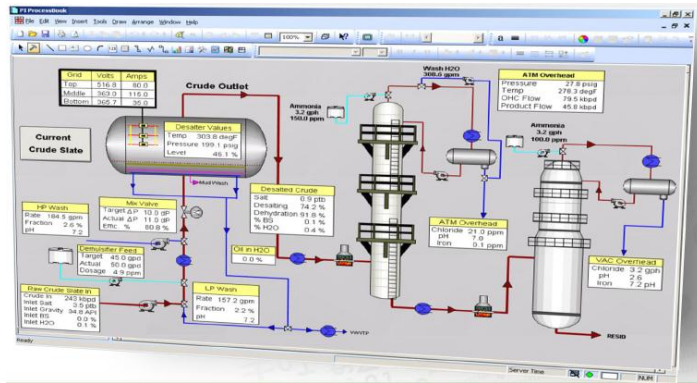 PI ProcessBook
File Edit View Insert Tools Draw Arrange Window Help
100%
Grid Volts Amps
Top 516.8 60.0
Middle 363.0 115.0
Bottom 365.7 35.0
Crude Outlet
Current
Crude Slate
Desalter Values
Temp 303.8 degF
Pressure 199.1 psig
Level 46.1 %
Mud Wash
HP Wash
Rate 184.5 gpm
Fraction 2.6 %
pH 7.2
Mix Valve
Target ΔP 10.0 dP
Actual ΔP 11.0 dP
Effic. % 80.8 %
Demulsifier Feed
Target 45.0 gpd
Actual 50.0 gpd
Dosage 4.9 ppm
Raw Crude Slate In
Crude In 243 kbpd
Inlet Salt 3.5 ptb
Inlet Gravity 34.8 API
Inlet BS 0.0 %
Inlet H2O 0.1 %
LP Wash
Rate 157.2 gpm
Fraction 2.2 %
pH 7.2
Desalted Crude
Salt 0.9 ptb
Desalting 74.2 %
Dehydration 91.8 %
% BS 0.1 %
% H2O 0.4 %
Oil in H2O
0.0 %
Ammonia
3.2 gph
150.0 ppm
Wash H2O
308.6 gpm
ATM Overhead
Pressure 27.8 psig
Temp 278.3 degF
OHC Flow 79.5 kbpd
Product Flow 45.8 kbpd
Ammonia
3.2 gph
100.0 ppm
ATM Overhead
Chloride 21.0 ppm
pH 7.8
Iron 0.1 ppm
VAC Overhead
Chloride 3.2 gph
pH 2.6
Iron 7.2 pH
RESID
Ready
Server Time
NUM